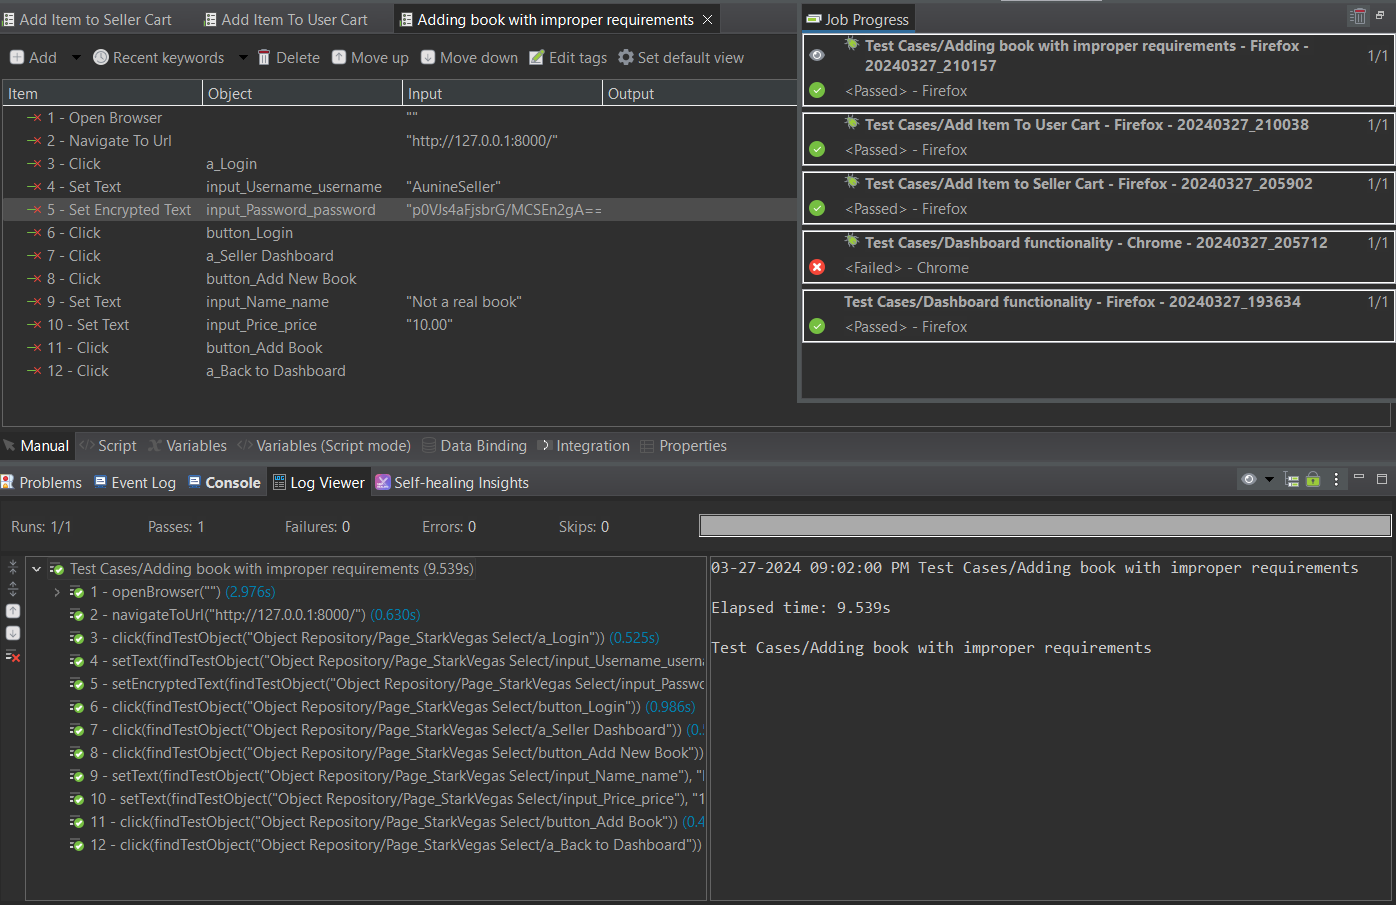 Add Item to Seller Cart Add Item To User Cart Adding book with improper requirements
Add Recent keywords Delete Move up Move down Edit tags Set default view
Item Object Input Output
1 - Open Browser ""
2 - Navigate To Url "http://127.0.0.1:8000/"
3 - Click a_Login
4 - Set Text input_Username_username "AunineSeller"
5 - Set Encrypted Text input_Password_password "p0VJs4aFjsbrG/MCSEn2gA==
6 - Click button_Login
7 - Click a_Seller Dashboard
8 - Click button_Add New Book
9 - Set Text input_Name_name "Not a real book"
10 - Set Text input_Price_price "10.00"
11 - Click button_Add Book
12 - Click a_Back to Dashboard
Job Progress
Test Cases/Adding book with improper requirements - Firefox -
20240327_210157 1/1
<Passed> - Firefox
Test Cases/Add Item To User Cart - Firefox - 20240327_210038 1/1
<Passed> - Firefox
Test Cases/Add Item to Seller Cart - Firefox - 20240327_205902 1/1
<Passed> - Firefox
Test Cases/Dashboard functionality - Chrome - 20240327_205712 1/1
<Failed> - Chrome
Test Cases/Dashboard functionality - Firefox - 20240327_193634 1/1
<Passed> - Firefox
Manual Script Variables Variables (Script mode) Data Binding Integration Properties
Problems Event Log Console Log Viewer Self-healing Insights
Runs: 1/1 Passes: 1 Failures: 0 Errors: 0 Skips: 0
Test Cases/Adding book with improper requirements (9.539s)
1 - openBrowser("") (2.976s)
2 - navigateToUrl("http://127.0.0.1:8000/") (0.630s)
3 - click(findTestObject("Object Repository/Page_StarkVegas Select/a_Login")) (0.525s)
4 - setText(findTestObject("Object Repository/Page_StarkVegas Select/input_Username_usern
5 - setEncryptedText(findTestObject("Object Repository/Page_StarkVegas Select/input_Passwo
6 - click(findTestObject("Object Repository/Page_StarkVegas Select/button_Login")) (0.986s)
7 - click(findTestObject("Object Repository/Page_StarkVegas Select/a_Seller Dashboard")) (0.
8 - click(findTestObject("Object Repository/Page_StarkVegas Select/button_Add New Book"))
9 - setText(findTestObject("Object Repository/Page_StarkVegas Select/input_Name_name"), "
10 - setText(findTestObject("Object Repository/Page_StarkVegas Select/input_Price_price"), "1
11 - click(findTestObject("Object Repository/Page_StarkVegas Select/button_Add Book")) (0.4
12 - click(findTestObject("Object Repository/Page_StarkVegas Select/a_Back to Dashboard"))
03-27-2024 09:02:00 PM Test Cases/Adding book with improper requirements
Elapsed time: 9.539s
Test Cases/Adding book with improper requirements